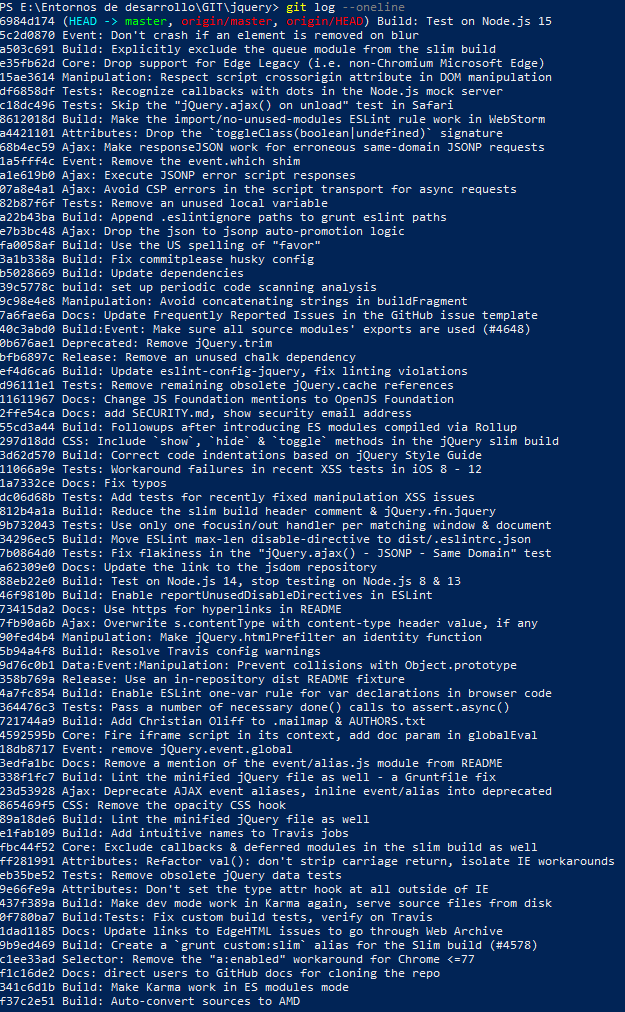 PS E:\Entornos de desarrollo\GIT\jquery> git log --oneline
6984d174 (HEAD -> master, origin/master, origin/HEAD) Build: Test on Node.js 15
5c2d0870 Event: Don't crash if an element is removed on blur
a503c691 Build: Explicitly exclude the queue module from the slim build
e35fb62d Core: Drop support for Edge Legacy (i.e. non-Chromium Microsoft Edge)
15ae3614 Manipulation: Respect script crossorigin attribute in DOM manipulation
df6858df Tests: Recognize callbacks with dots in the Node.js mock server
c18dc496 Tests: Skip the "jQuery.ajax() on unload" test in Safari
8612018d Build: Make the import/no-unused-modules ESLint rule work in WebStorm
a4421101 Attributes: Drop the `toggleClass(boolean|undefined)` signature
68b4ec59 Ajax: Make responseJSON work for erroneous same-domain JSONP requests
1a5fff4c Event: Remove the event.which shim
a1e619b0 Ajax: Execute JSONP error script responses
07a8e4a1 Ajax: Avoid CSP errors in the script transport for async requests
82b87f6f Tests: Remove an unused local variable
a22b43ba Build: Append .eslintignore paths to grunt eslint paths
e7b3bc48 Ajax: Drop the json to jsonp auto-promotion logic
fa0058af Build: Use the US spelling of "favor"
3a1b338a Build: Fix commitplease husky config
b5028669 Build: Update dependencies
39c5778c build: set up periodic code scanning analysis
9c98e4e8 Manipulation: Avoid concatenating strings in buildFragment
7a6fae6a Docs: Update Frequently Reported Issues in the GitHub issue template
40c3abd0 Build:Event: Make sure all source modules' exports are used (#4648)
0b676ae1 Deprecated: Remove jQuery.trim
bfb6897c Release: Remove an unused chalk dependency
ef4d6ca6 Build: Update eslint-config-jquery, fix linting violations
d96111e1 Tests: Remove remaining obsolete jQuery.cache references
11611967 Docs: Change JS Foundation mentions to OpenJS Foundation
2ffe54ca Docs: add SECURITY.md, show security email address
55cd3a44 Build: Followups after introducing ES modules compiled via Rollup
297d18dd CSS: Include `show`, `hide` & `toggle` methods in the jQuery slim build
3d62d570 Build: Correct code indentations based on jQuery Style Guide
11066a9e Tests: Workaround failures in recent XSS tests in iOS 8 - 12
1a7332ce Docs: Fix typos
dc06d68b Tests: Add tests for recently fixed manipulation XSS issues
812b4a1a Build: Reduce the slim build header comment & jQuery.fn.jquery
9b732043 Tests: Use only one focusin/out handler per matching window & document
34296ec5 Build: Move ESLint max-len disable-directive to dist/.eslintrc.json
7b0864d0 Tests: Fix flakiness in the "jQuery.ajax() - JSONP - Same Domain" test
a62309e0 Docs: Update the link to the jsdom repository
88eb22e0 Build: Test on Node.js 14, stop testing on Node.js 8 & 13
46f9810b Build: Enable reportUnusedDisableDirectives in ESLint
73415da2 Docs: Use https for hyperlinks in README
7fb90a6b Ajax: Overwrite s.contentType with content-type header value, if any
90fed4b4 Manipulation: Make jQuery.htmlPrefilter an identity function
5b94a4f8 Build: Resolve Travis config warnings
9d76c0b1 Data:Event:Manipulation: Prevent collisions with Object.prototype
358b769a Release: Use an in-repository dist README fixture
4a7fc854 Build: Enable ESLint one-var rule for var declarations in browser code
364476c3 Tests: Pass a number of necessary done() calls to assert.async()
721744a9 Build: Add Christian Oliff to .mailmap & AUTHORS.txt
4592595b Core: Fire iframe script in its context, add doc param in globalEval
18db8717 Event: remove jQuery.event.global
3edfa1bc Docs: Remove a mention of the event/alias.js module from README
338f1fc7 Build: Lint the minified jQuery file as well - a Gruntfile fix
23d53928 Ajax: Deprecate AJAX event aliases, inline event/alias into deprecated
865469f5 CSS: Remove the opacity CSS hook
89a18de6 Build: Lint the minified jQuery file as well
e1fab109 Build: Add intuitive names to Travis jobs
fbc44f52 Core: Exclude callbacks & deferred modules in the slim build as well
ff281991 Attributes: Refactor val(): don't strip carriage return, isolate IE workarounds
eb35be52 Tests: Remove obsolete jQuery data tests
9e66fe9a Attributes: Don't set the type attr hook at all outside of IE
437f389a Build: Make dev mode work in Karma again, serve source files from disk
0f780ba7 Build:Tests: Fix custom build tests, verify on Travis
1dad1185 Docs: Update links to EdgeHTML issues to go through Web Archive
9b9ed469 Build: Create a `grunt custom:slim` alias for the Slim build (#4578)
c1ee33ad Selector: Remove the "a:enabled" workaround for Chrome <=77
f1c16de2 Docs: direct users to GitHub docs for cloning the repo
341c6d1b Build: Make Karma work in ES modules mode
f37c2e51 Build: Auto-convert sources to AMD